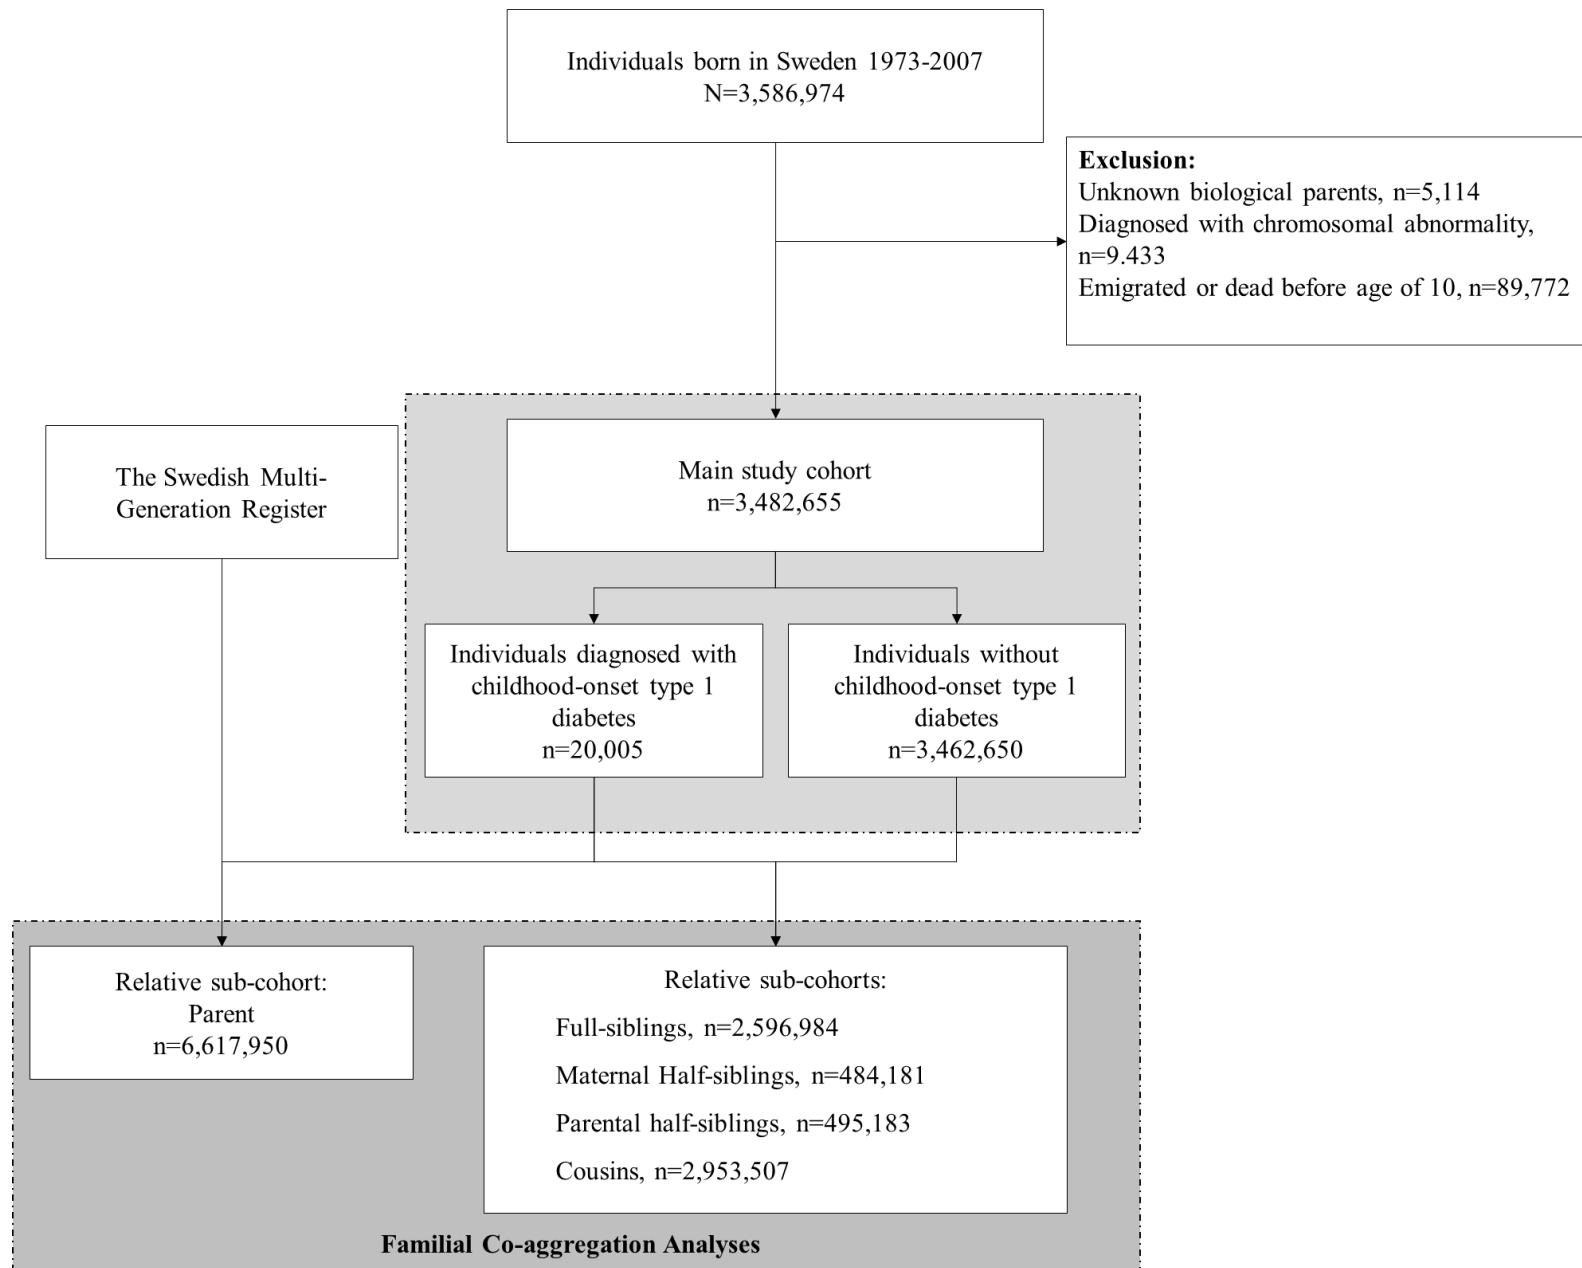 Individuals born in Sweden 1973-2007
N=3,586,974
Exclusion:
Unknown biological parents, n=5,114
Diagnosed with chromosomal abnormality,
n=9.433
Emigrated or dead before age of 10, n=89,772
The Swedish Multi-
Generation Register
Main study cohort
n=3,482,655
Individuals diagnosed with
childhood-onset type 1
diabetes
n=20,005
Individuals without
childhood-onset type 1
diabetes
n=3,462,650
Relative sub-cohort:
Parent
n=6,617,950
Relative sub-cohorts:
Full-siblings, n=2,596,984
Maternal Half-siblings, n=484,181
Parental half-siblings, n=495,183
Cousins, n=2,953,507
Familial Co-aggregation Analyses